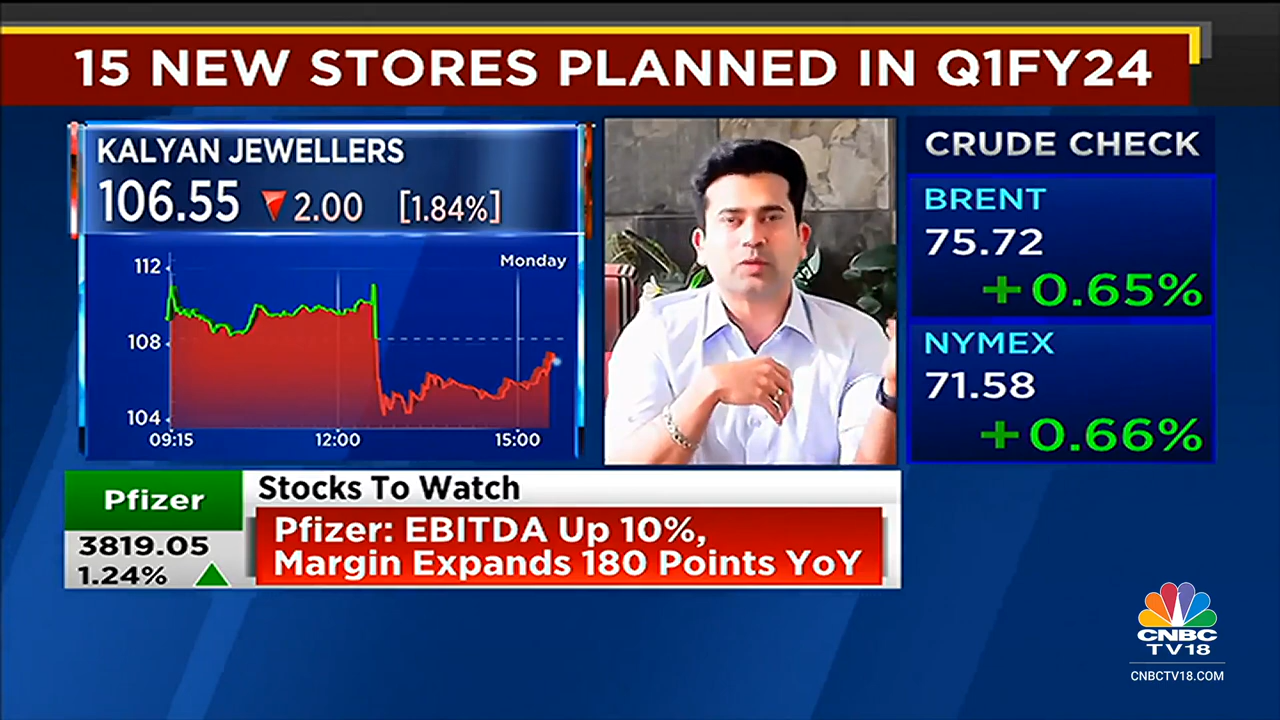 15 NEW STORES PLANNED IN Q1FY24
KALYAN JEWELLERS
106.55 ▼ 2.00 [1.84%]
Monday
112
108
104
09:15 12:00 15:00
CRUDE CHECK
BRENT
75.72
+0.65%
NYMEX
71.58
+0.66%
Pfizer
3819.05
1.24% ▲
Stocks To Watch
Pfizer: EBITDA Up 10%,
Margin Expands 180 Points YoY
CNBC
TV18
CNBCTV18.COM